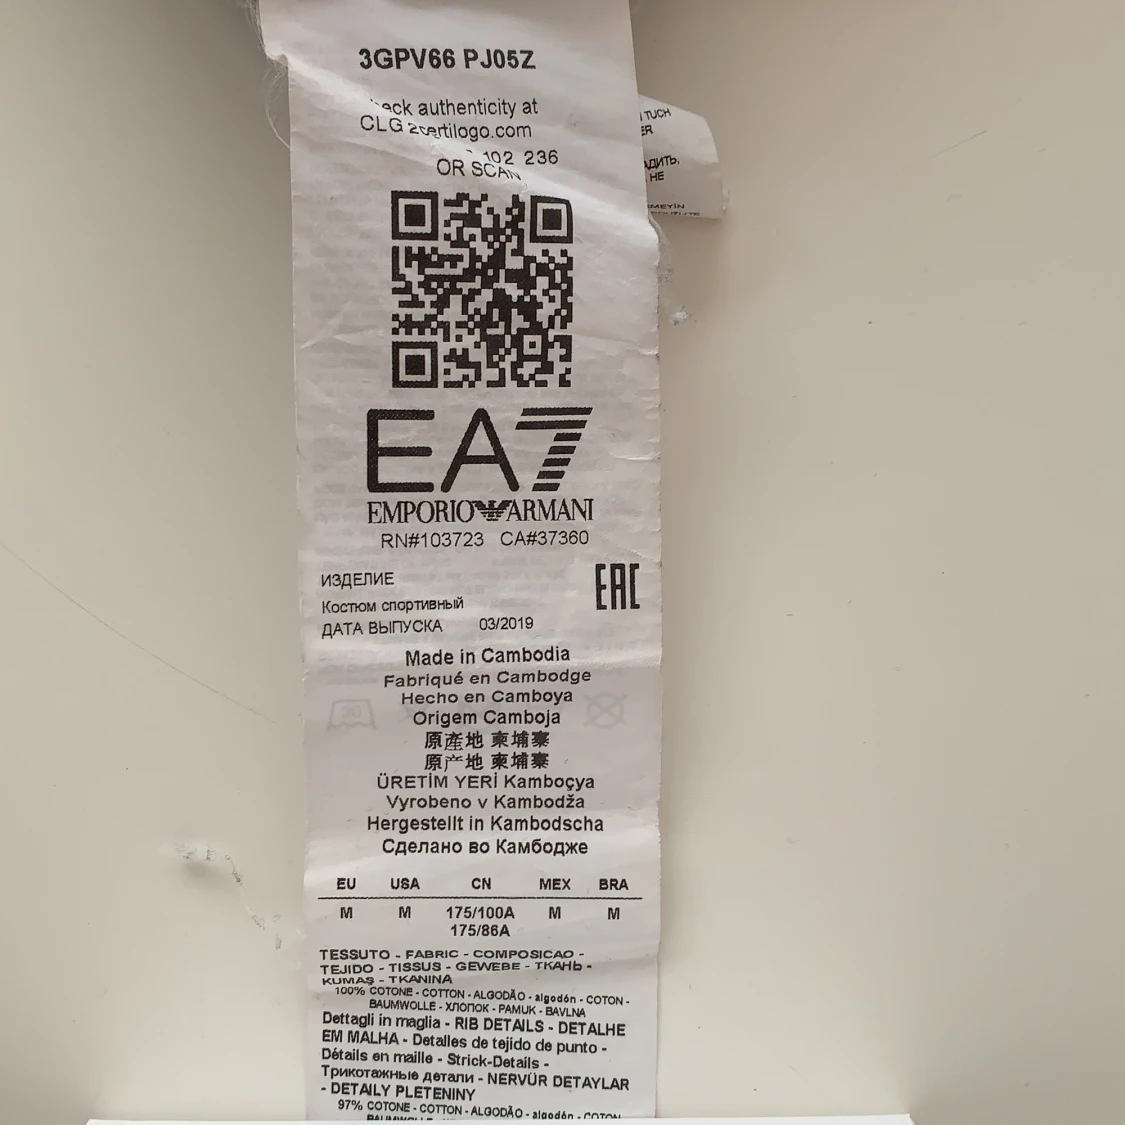 3GPV66 PJ05Z
authenticity at
CLG
102 236
OR SCAN
EA7
EMPORIO ARMANI
RN#103723 CA#37360
ИЗДЕЛИЕ
EAC
Костюм спортивный
ДАТА ВЫПУСКА 03/2019
Made in Cambodia
Fabriqué en Cambodge
Hecho en Camboya
Origem Camboja
原產地 柬埔寨
原产地 柬埔寨
ÜRETİM YERİ Kamboçya
Vyrobeno v Kambodža
Hergestellt in Kambodscha
Сделано во Камбодже
EU USA CN MEX BRA
M M 175/100A M M
175/86A
TESSUTO - FABRIC - COMPOSICAO -
TEJIDO - TISSUS - GEWEBE - ТКАНЬ -
KUMAŞ - TKANINA
100% COTONE - COTTON - ALGODÃO - algodón - COTON -
BAUMWOLLE - ХЛОПОК - PAMUK - BAVLNA
Dettagli in maglia - RIB DETAILS - DETALHE
EM MALHA - Detalles de tejido de punto -
Détails en maille - Strick-Details -
Трикотажные детали - NERVÜR DETAYLAR
- DETAILY PLETENINY
97% COTONE - COTTON - ALGODÃO - algodón - COTON
TUCH
НЕ